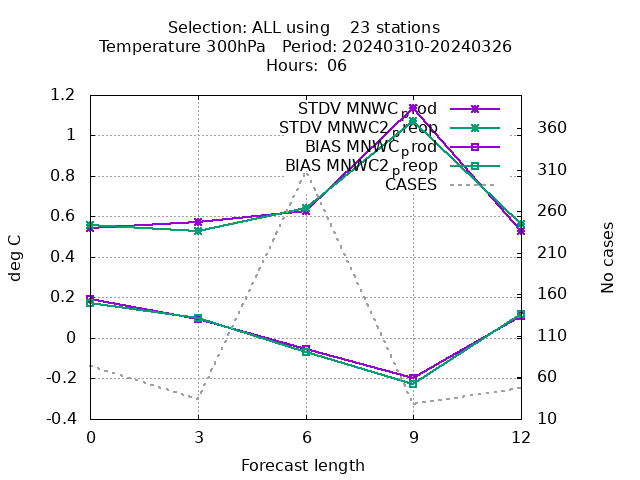 Selection: ALL using    23 stations
Temperature 300hPa   Period: 20240310-20240326
Hours:  06
1.2
1
0.8
0.6
0.4
0.2
0
-0.2
-0.4
deg C
STDV MNWC_prod
STDV MNWC2_preop
BIAS MNWC_prod
BIAS MNWC2_preop
CASES
360
310
260
210
160
110
60
10
No cases
0 3 6 9 12
Forecast length